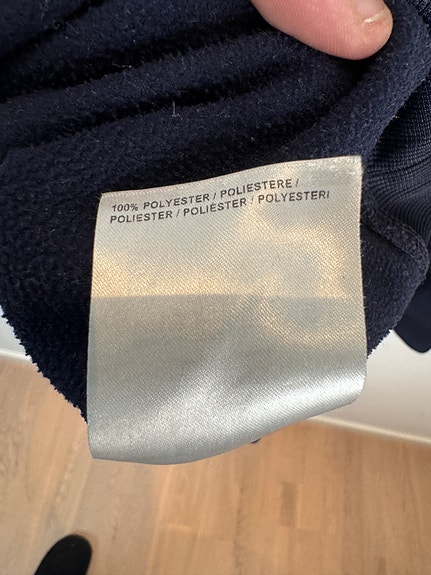 100% POLYESTER / POLIESTERE /
POLIESTER / POLIÉSTER / POLYESTERI